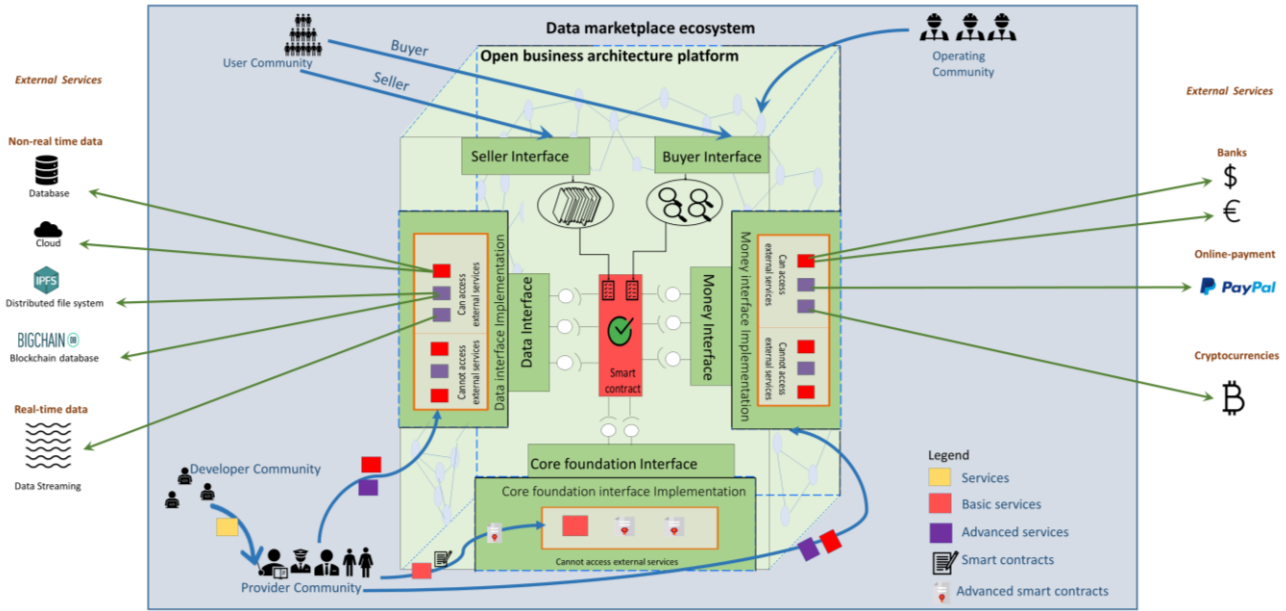 Data marketplace ecosystem
Open business architecture platform
User Community
Buyer
Seller
Operating
Community
External Services
Non-real time data
Database
Cloud
IPFS
Distributed file system
BIGCHAIN DB
Blockchain database
Real-time data
Data Streaming
External Services
Banks
$
€
Online-payment
PayPal
Cryptocurrencies
Seller Interface
Buyer Interface
Can access
external services
Cannot access
external services
Data interface Implementation
Data Interface
Smart
contract
Money Interface
Money interface Implementation
Can access
external services
Cannot access
external services
Core foundation Interface
Core foundation interface Implementation
Cannot access external services
Developer Community
Provider Community
Legend
Services
Basic services
Advanced services
Smart contracts
Advanced smart contracts